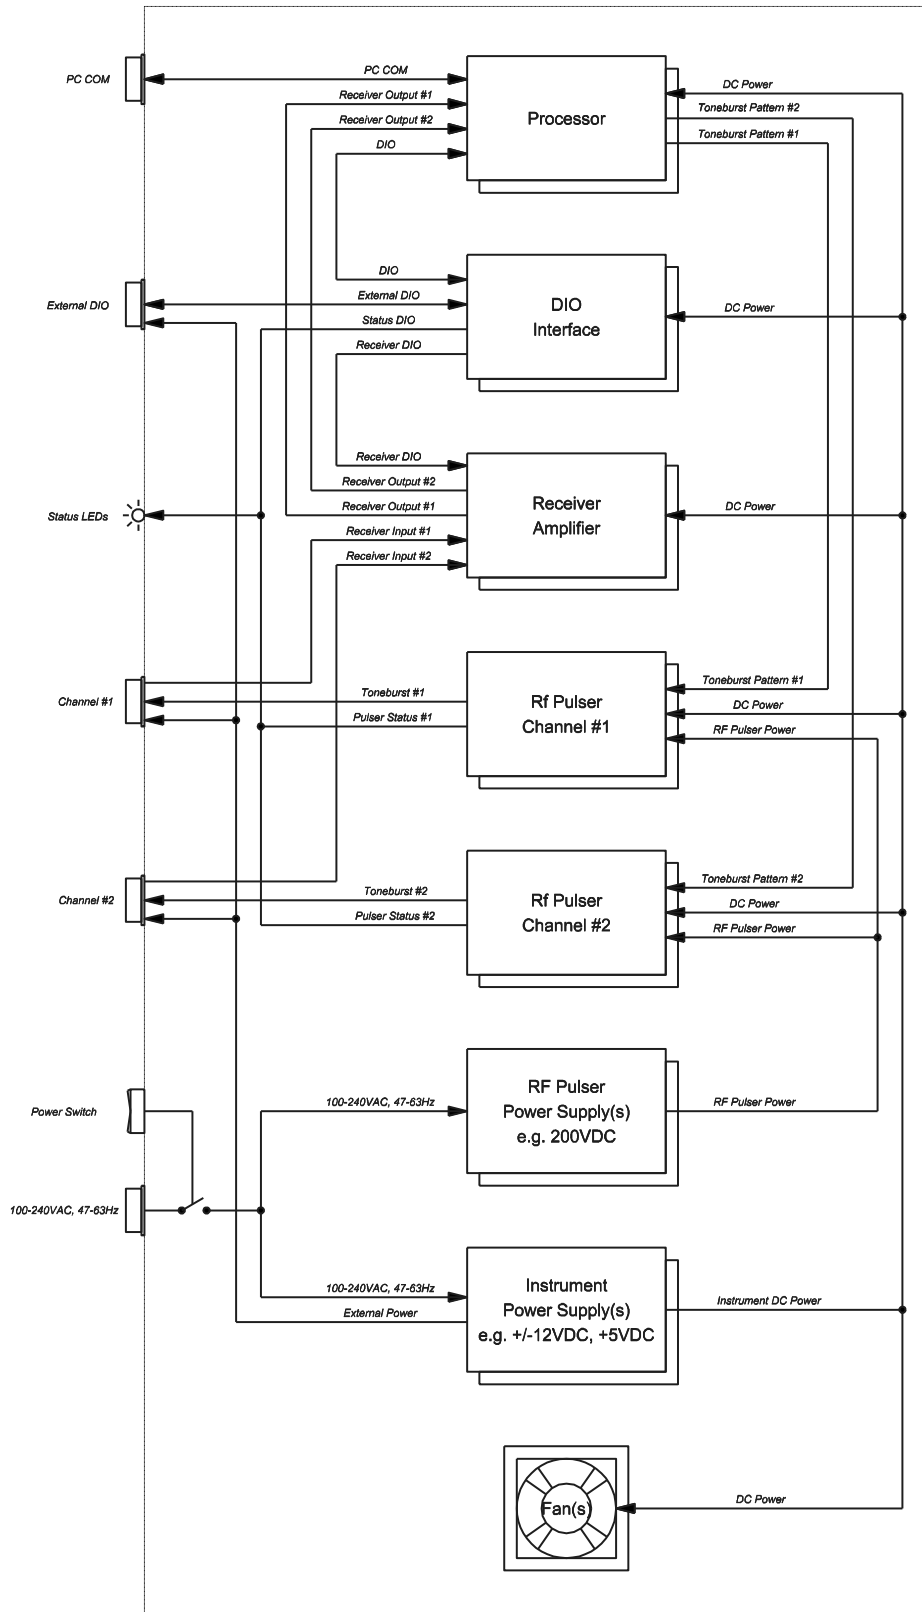 PC COM
PC COM
Receiver Output #1
Receiver Output #2
DIO
Processor
DC Power
Toneburst Pattern #2
Toneburst Pattern #1
External DIO
DIO
External DIO
Status DIO
Receiver DIO
DIO
Interface
DC Power
Status LEDs
Receiver DIO
Receiver Output #2
Receiver Output #1
Receiver Input #1
Receiver Input #2
Receiver
Amplifier
DC Power
Channel #1
Toneburst #1
Pulser Status #1
Rf Pulser
Channel #1
Toneburst Pattern #1
DC Power
RF Pulser Power
Channel #2
Toneburst #2
Pulser Status #2
Rf Pulser
Channel #2
Toneburst Pattern #2
DC Power
RF Pulser Power
Power Switch
100-240VAC, 47-63Hz
RF Pulser
Power Supply(s)
e.g. 200VDC
RF Pulser Power
100-240VAC, 47-63Hz
100-240VAC, 47-63Hz
External Power
Instrument
Power Supply(s)
e.g. +/-12VDC, +5VDC
Instrument DC Power
Fan(s)
DC Power